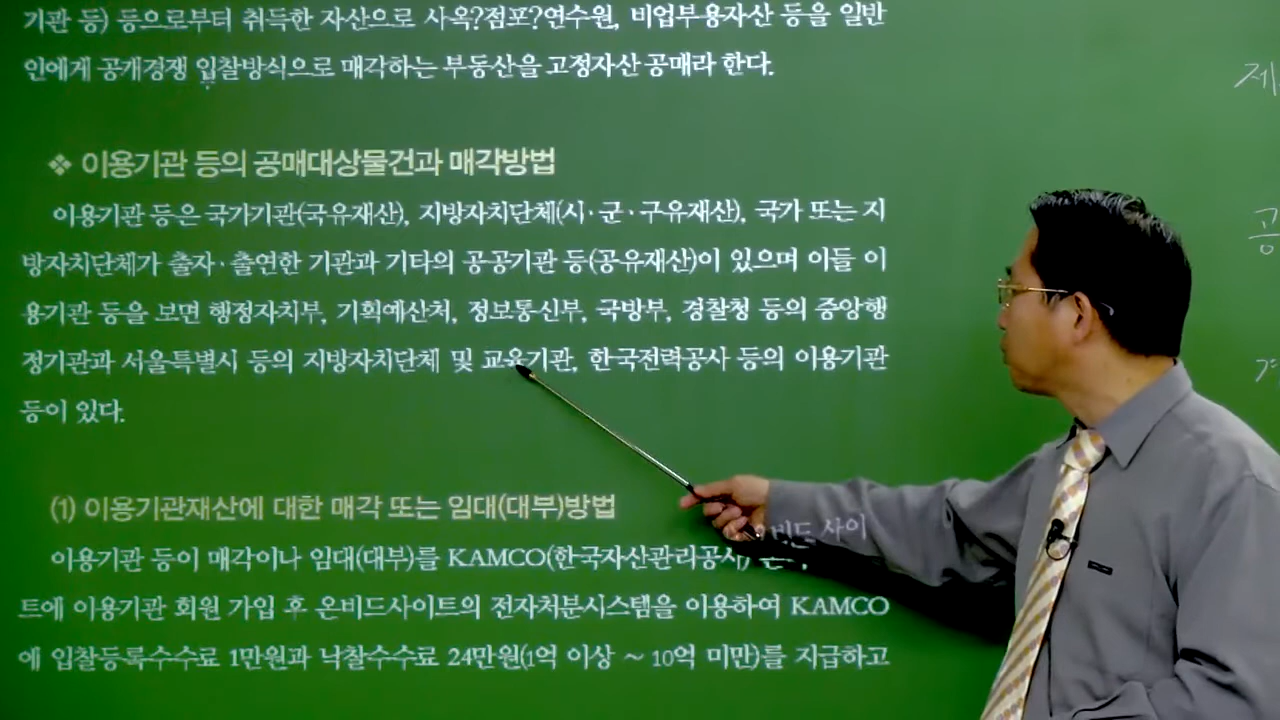 기관 등) 등으로부터 취득한 자산으로 사옥?점포?연수원, 비업무용자산 등을 일반
인에게 공개경쟁 입찰방식으로 매각하는 부동산을 고정자산 공매라 한다.
❖ 이용기관 등의 공매대상물건과 매각방법
이용기관 등은 국가기관(국유재산), 지방자치단체(시·군·구유재산), 국가 또는 지
방자치단체가 출자·출연한 기관과 기타의 공공기관 등(공유재산)이 있으며 이들 이
용기관 등을 보면 행정자치부, 기획예산처, 정보통신부, 국방부, 경찰청 등의 중앙행
정기관과 서울특별시 등의 지방자치단체 및 교육기관, 한국전력공사 등의 이용기관
등이 있다.
(1) 이용기관재산에 대한 매각 또는 임대(대부)방법
이용기관 등이 매각이나 임대(대부)를 KAMCO(한국자산관리공사) 사이
트에 이용기관 회원 가입 후 온비드사이트의 전자처분시스템을 이용하여 KAMCO
에 입찰등록수수료 1만원과 낙찰수수료 24만원(1억 이상 ~ 10억 미만)를 지급하고
제
공